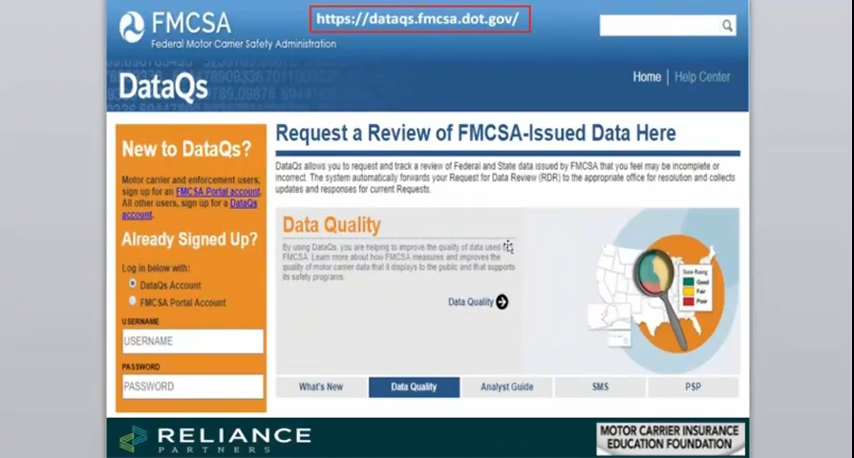 FMCSA
Federal Motor Carrier Safety Administration
https://dataqs.fmcsa.dot.gov/
DataQs
Home | Help Center
New to DataQs?
Motor carrier and enforcement users,
sign up for an FMCSA Portal account.
All other users, sign up for a DataQs
account.
Already Signed Up?
Log in below with:
DataQs Account
FMCSA Portal Account
USERNAME
USERNAME
PASSWORD
PASSWORD
Request a Review of FMCSA-Issued Data Here
DataQs allows you to request and track a review of Federal and State data issued by FMCSA that you feel may be incomplete or
incorrect. The system automatically forwards your Request for Data Review (RDR) to the appropriate office for resolution and collects
updates and responses for current Requests.
Data Quality
By using DataQs, you are helping to improve the quality of data used
FMCSA. Learn more about how FMCSA measures and improves the
quality of motor carrier data that it displays to the public and that supports
its safety programs.
Data Quality
State Rating
Good
Fair
Poor
What's New
Data Quality
Analyst Guide
SMS
PSP
RELIANCE
PARTNERS
MOTOR CARRIER INSURANCE
EDUCATION FOUNDATION